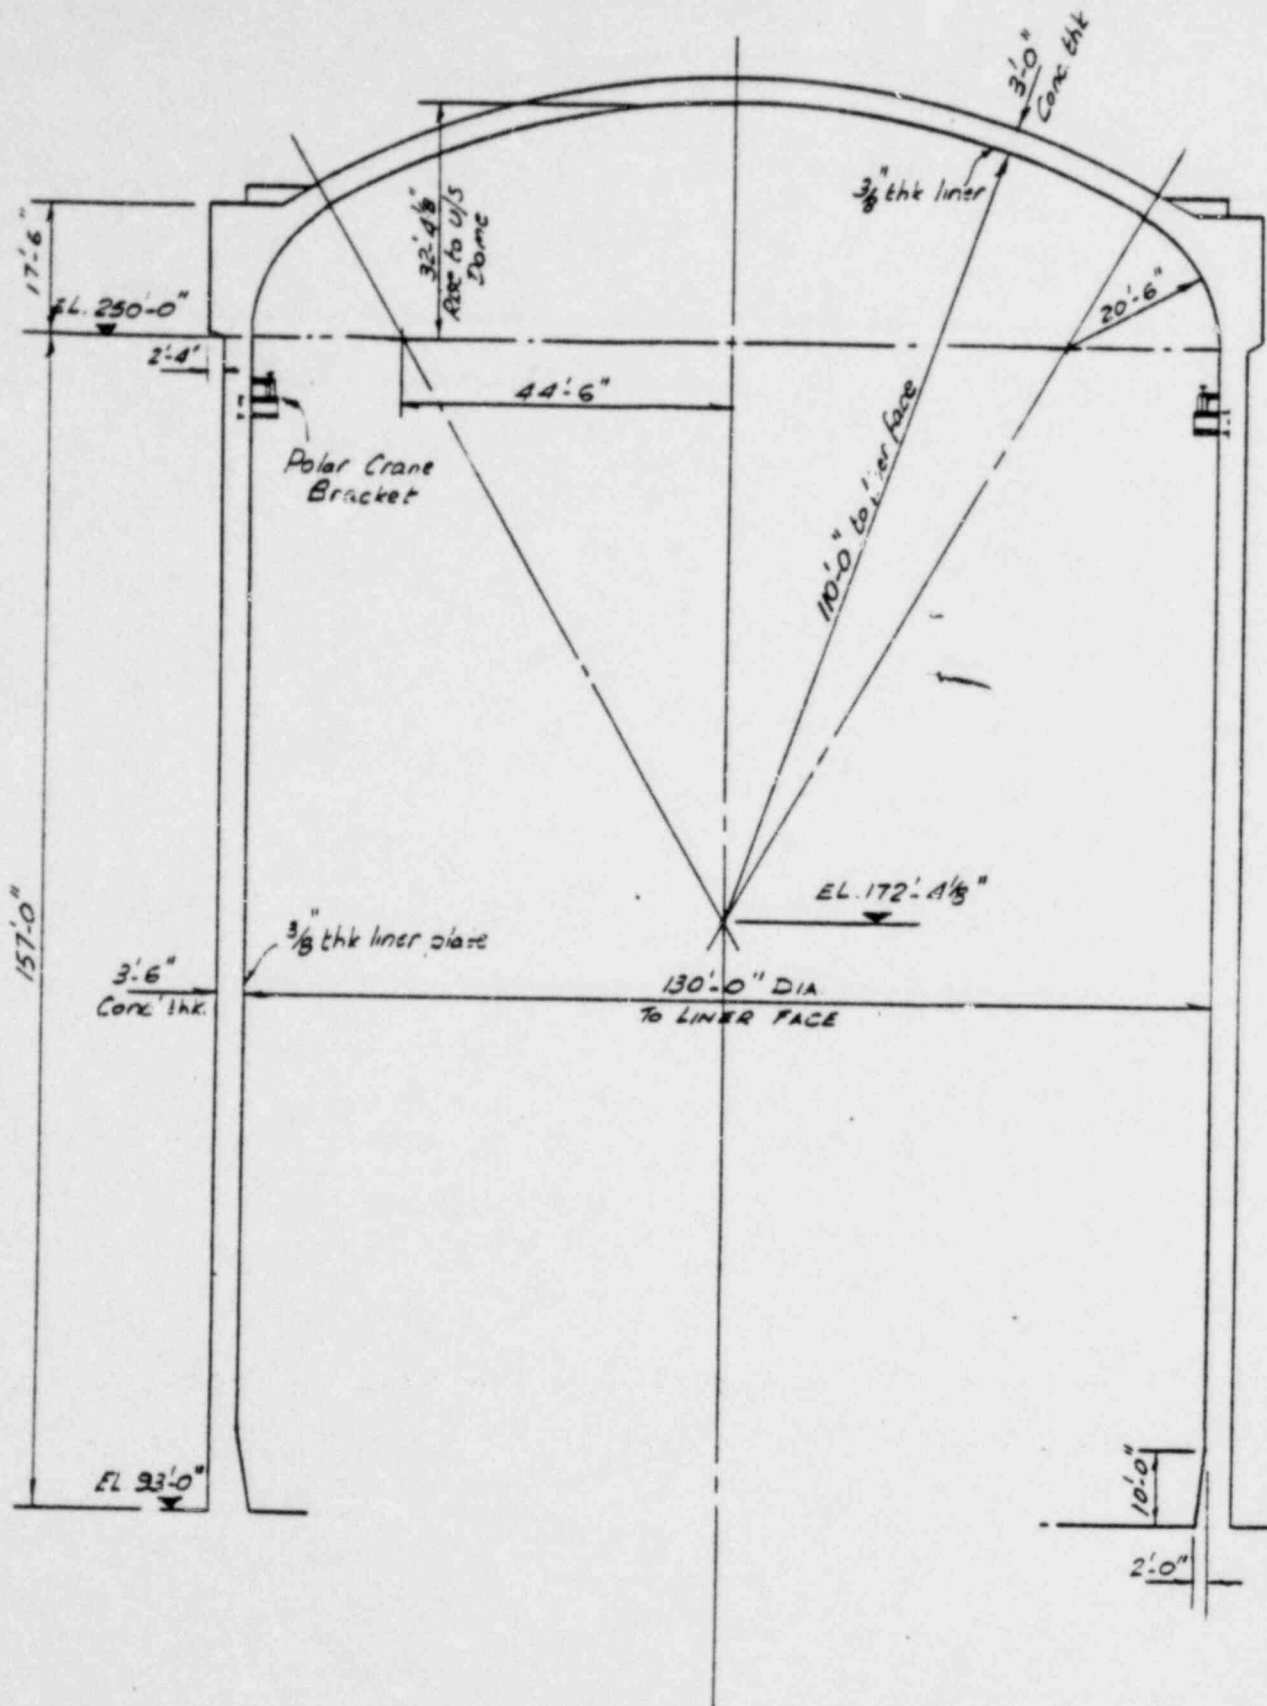 3'-0"
Conc. thk
3/8" thk liner
17'-6"
32'-4 1/8"
Rise to U/S
Dome
EL. 250'-0"
20'-6"
2'-4"
44'-6"
Polar Crane
Bracket
110'-0" to liner face
EL. 172'-4 1/8"
157'-0"
3/8" thk liner plate
3'-6"
Conc thk.
130'-0" DIA
TO LINER FACE
EL 93'-0"
10'-0"
2'-0"